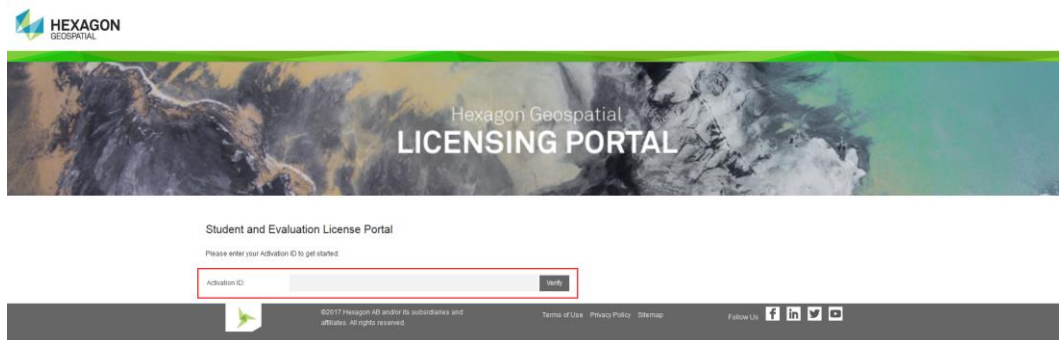 HEXAGON
GEOSPATIAL
Hexagon Geospatial
LICENSING PORTAL
Student and Evaluation License Portal
Please enter your Activation ID to get started.
Activation ID:
Verify
©2017 Hexagon AB and/or its subsidiaries and
affiliates. All rights reserved.
Terms of Use Privacy Policy Sitemap
Follow Us